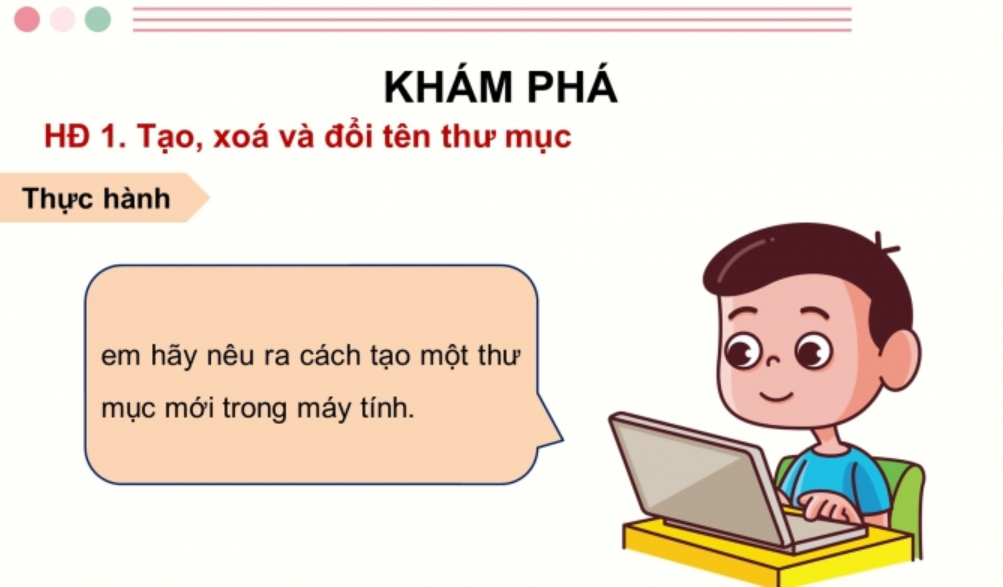 KHÁM PHÁ
HĐ 1. Tạo, xoá và đổi tên thư mục
Thực hành
em hãy nêu ra cách tạo một thư
mục mới trong máy tính.